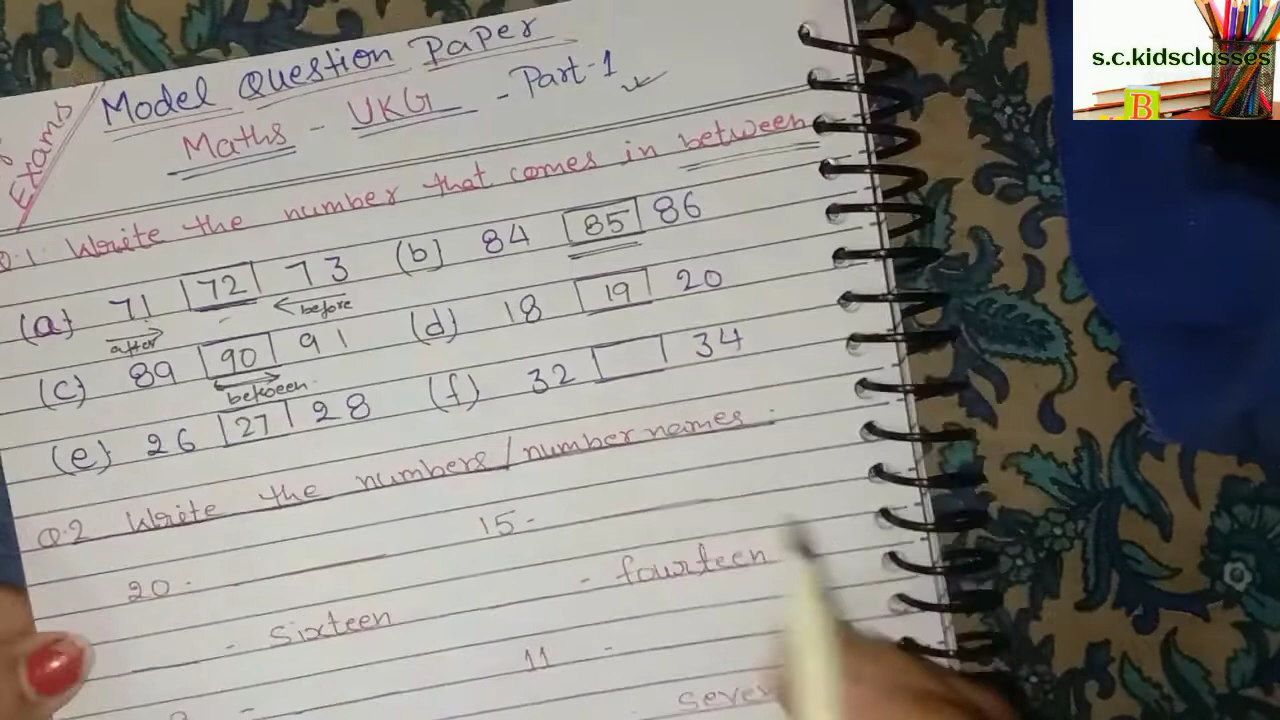 s.c.kidsclasses
B
Exams
Model Question Paper
Maths - UKG - Part-1
Q.1. Write the number that comes in between
(a) 71 72 73 (b) 84 85 86
after before
(c) 89 90 91 (d) 18 19 20
between
(e) 26 27 28 (f) 32 34
Q.2 Write the numbers/number names.
20- 15-
- sixteen - fourteen
11 -